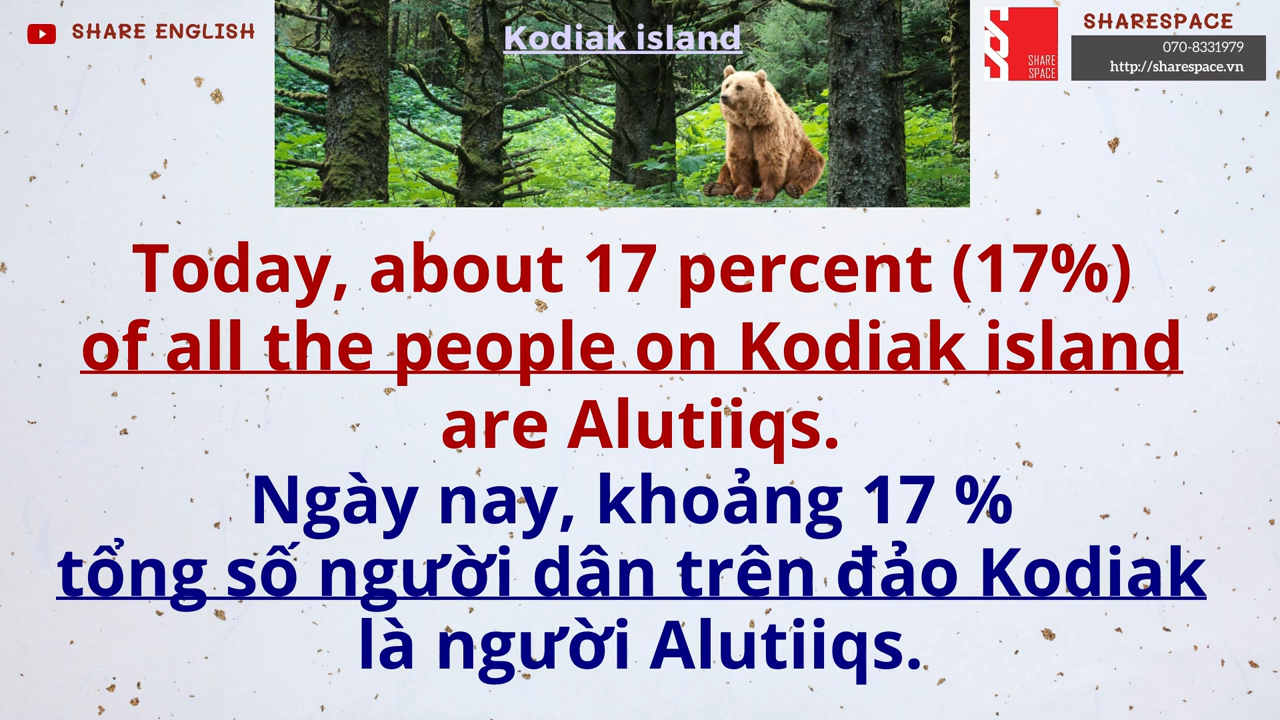 SHARE ENGLISH
Kodiak island
SHARESPACE
070-8331979
http://sharespace.vn
SHARE
SPACE
Today, about 17 percent (17%)
of all the people on Kodiak island
are Alutiiqs.
Ngày nay, khoảng 17 %
tổng số người dân trên đảo Kodiak
là người Alutiiqs.